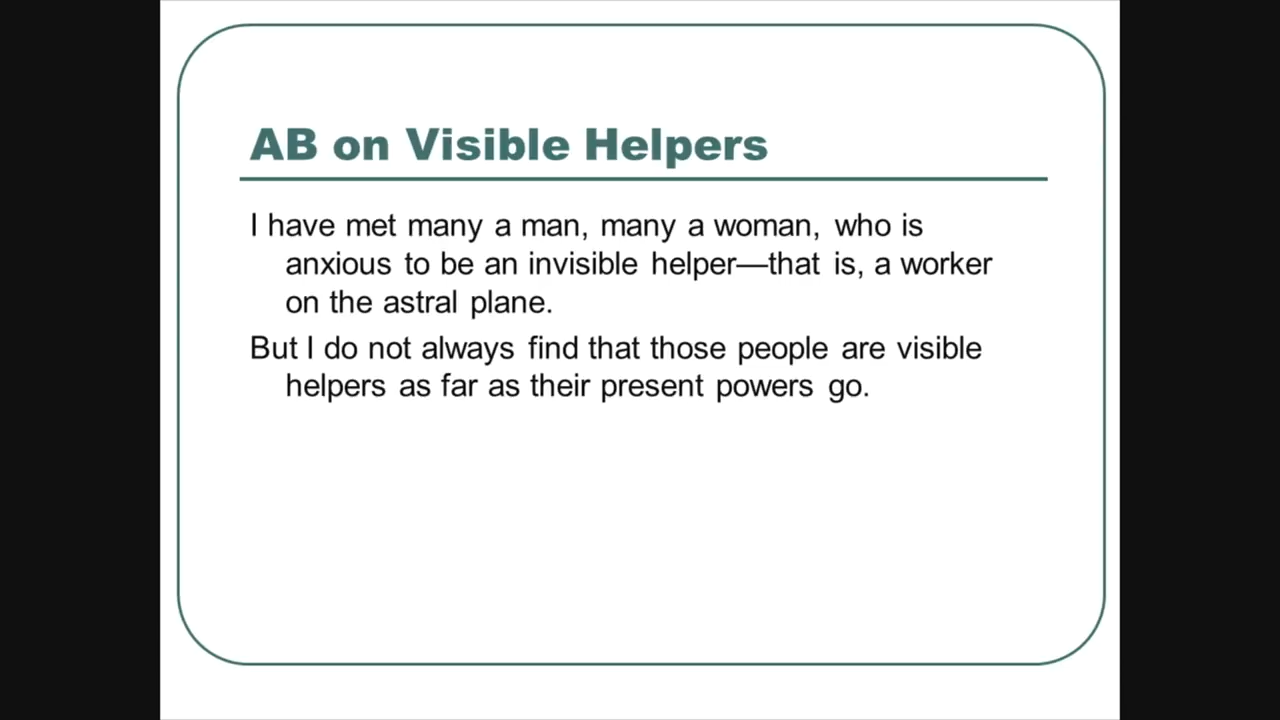 AB on Visible Helpers
I have met many a man, many a woman, who is
anxious to be an invisible helper—that is, a worker
on the astral plane.
But I do not always find that those people are visible
helpers as far as their present powers go.